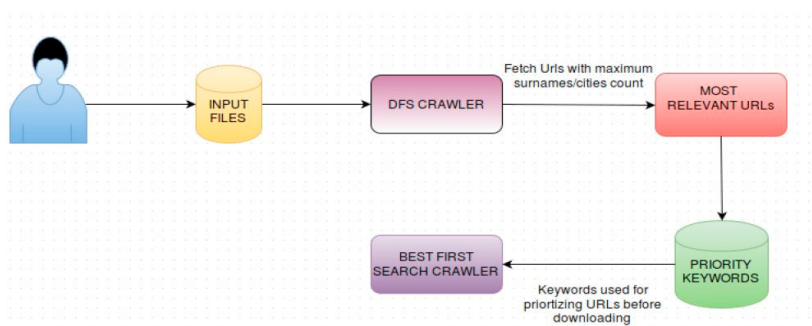 INPUT
FILES
DFS CRAWLER
Fetch Urls with maximum
surnames/cities count
MOST
RELEVANT URLs
PRIORITY
KEYWORDS
BEST FIRST
SEARCH CRAWLER
Keywords used for
priortizing URLs before
downloading